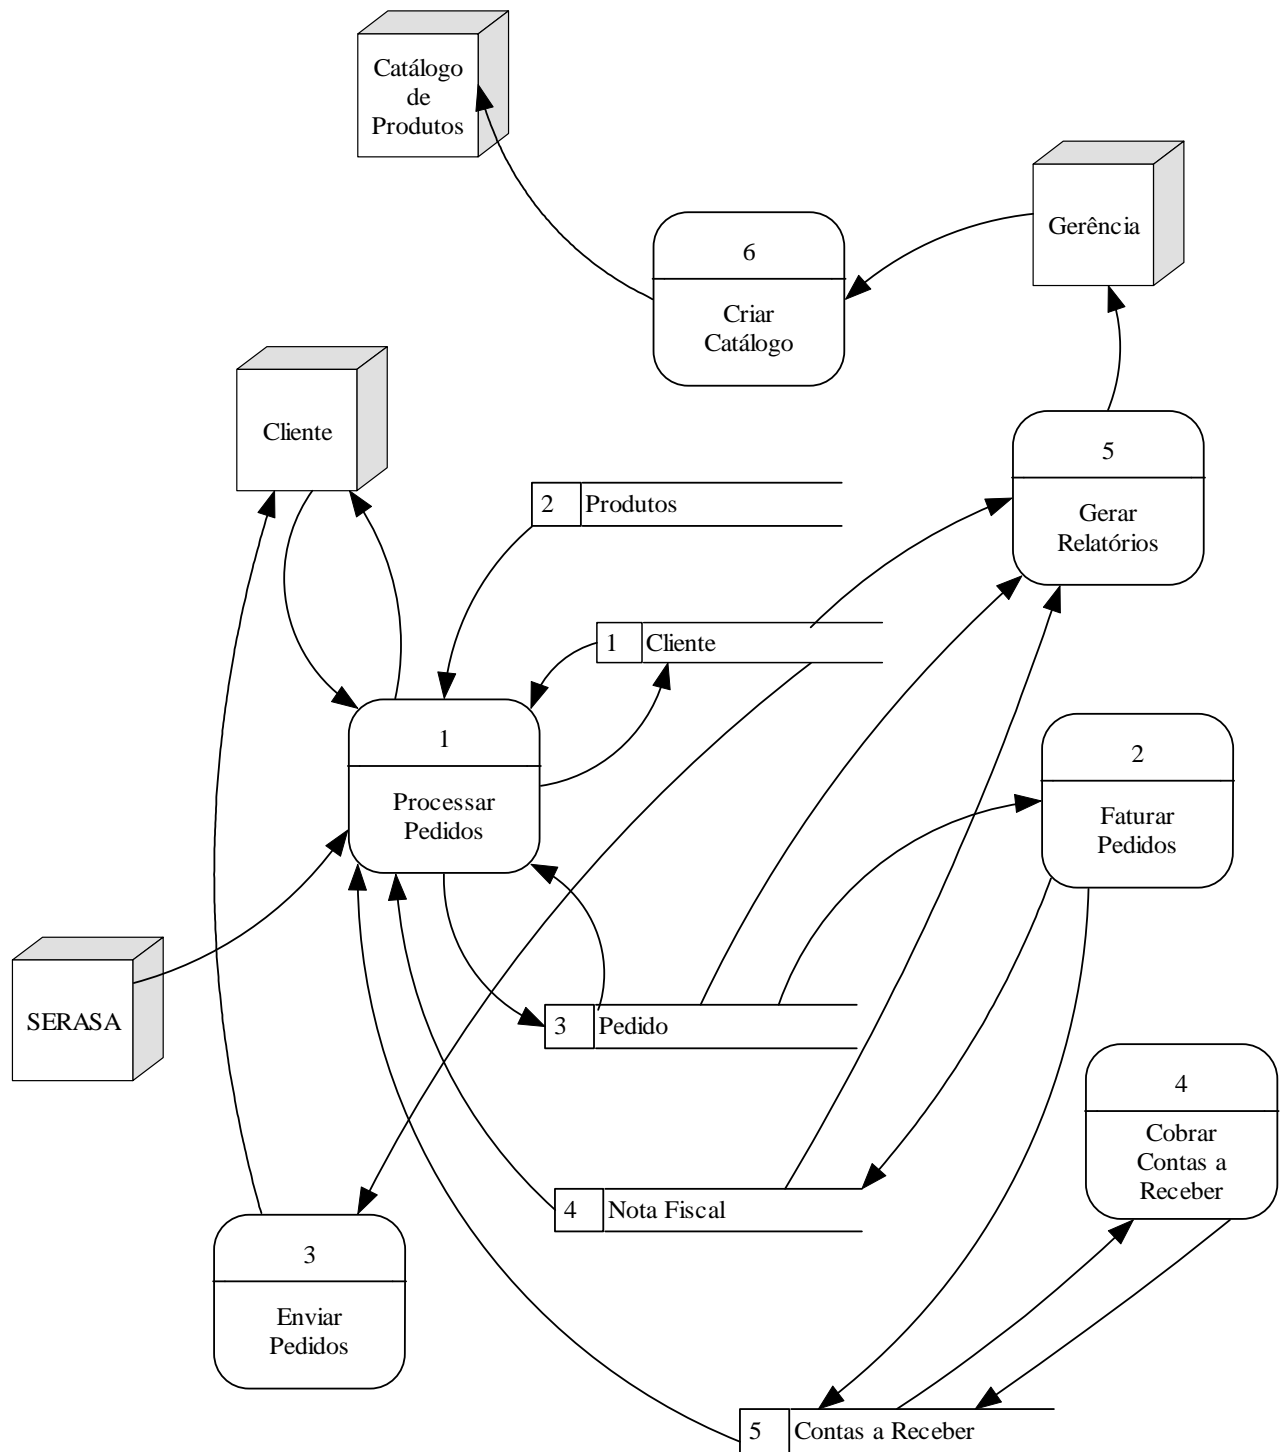 Catálogo
de
Produtos
Gerência
6
Criar
Catálogo
Cliente
5
Gerar
Relatórios
2 Produtos
1 Cliente
1
Processar
Pedidos
2
Faturar
Pedidos
SERASA
3 Pedido
4
Cobrar
Contas a
Receber
4 Nota Fiscal
3
Enviar
Pedidos
5 Contas a Receber